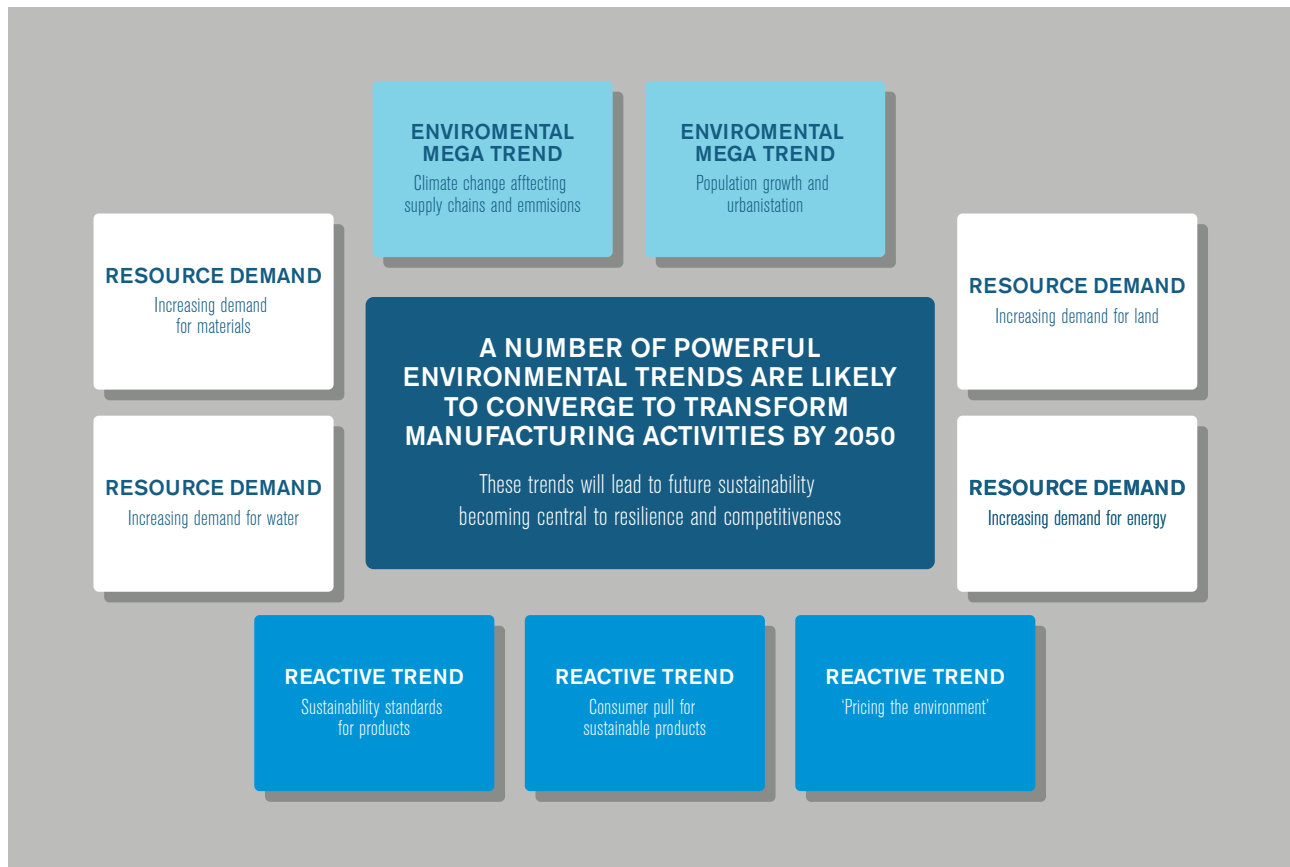 ENVIROMENTAL
MEGA TREND
Climate change afftecting
supply chains and emmisions
ENVIROMENTAL
MEGA TREND
Population growth and
urbanistation
RESOURCE DEMAND
Increasing demand
for materials
RESOURCE DEMAND
Increasing demand for land
A NUMBER OF POWERFUL
ENVIRONMENTAL TRENDS ARE LIKELY
TO CONVERGE TO TRANSFORM
MANUFACTURING ACTIVITIES BY 2050
These trends will lead to future sustainability
becoming central to resilience and competitiveness
RESOURCE DEMAND
Increasing demand for water
RESOURCE DEMAND
Increasing demand for energy
REACTIVE TREND
Sustainability standards
for products
REACTIVE TREND
Consumer pull for
sustainable products
REACTIVE TREND
‘Pricing the environment’